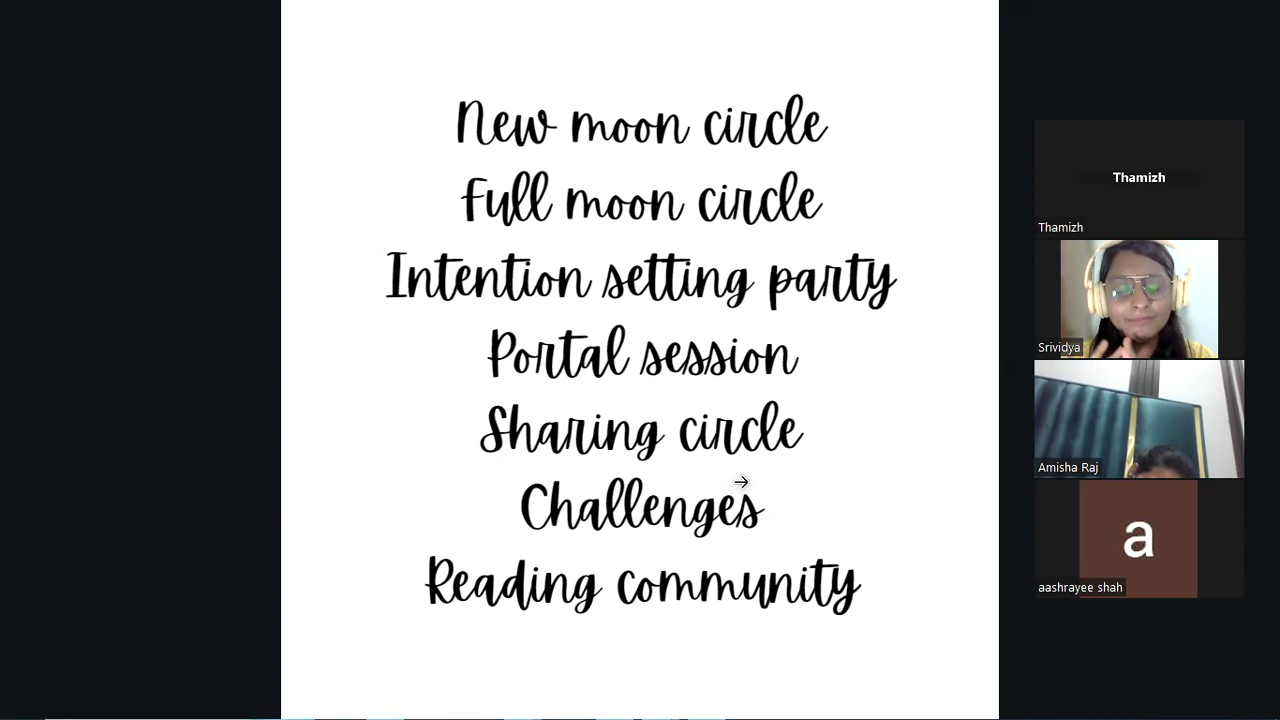 New moon circle
Full moon circle
Intention setting party
Portal session
Sharing circle
Challenges
Reading community
Thamizh
Thamizh
Srividya
Amisha Raj
a
aashrayee shah